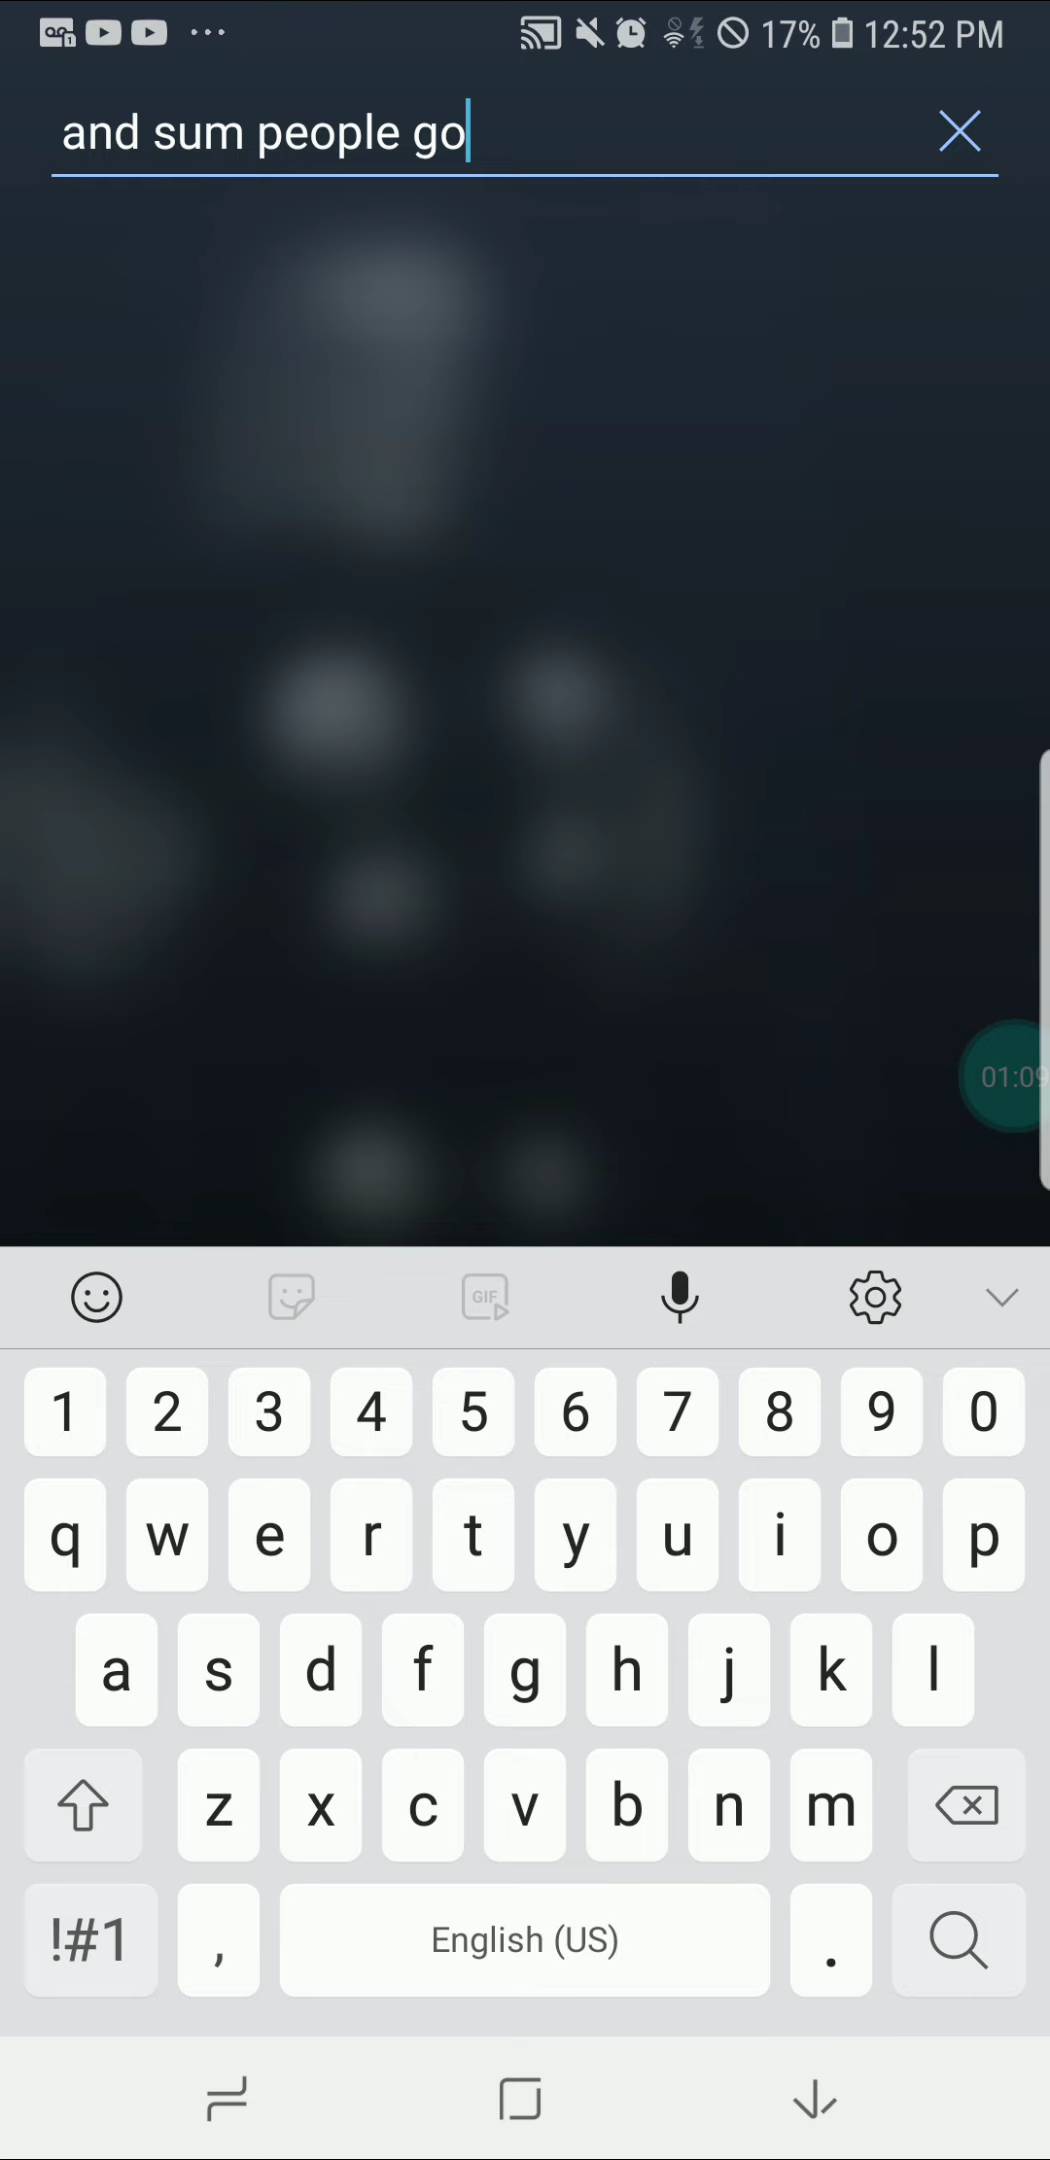 17% 12:52 PM
and sum people go
01:09
GIF
1 2 3 4 5 6 7 8 9 0
q w e r t y u i o p
a s d f g h j k l
z x c v b n m
!#1 , English (US) .